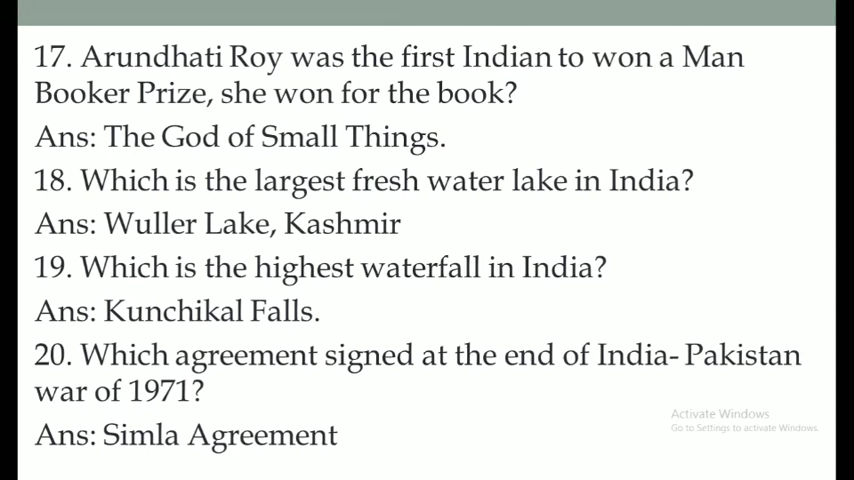 17. Arundhati Roy was the first Indian to won a Man
Booker Prize, she won for the book?
Ans: The God of Small Things.
18. Which is the largest fresh water lake in India?
Ans: Wuller Lake, Kashmir
19. Which is the highest waterfall in India?
Ans: Kunchikal Falls.
20. Which agreement signed at the end of India- Pakistan
war of 1971?
Ans: Simla Agreement
Activate Windows
Go to Settings to activate Windows.